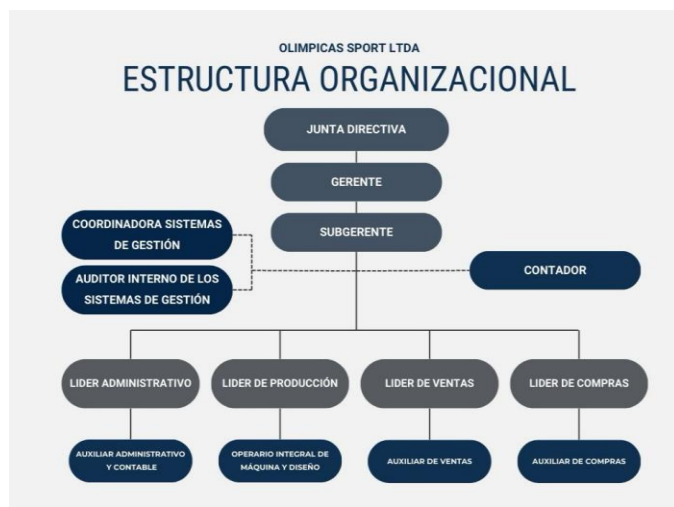 OLIMPICAS SPORT LTDA
ESTRUCTURA ORGANIZACIONAL
JUNTA DIRECTIVA
GERENTE
SUBGERENTE
COORDINADORA SISTEMAS
DE GESTIÓN
AUDITOR INTERNO DE LOS
SISTEMAS DE GESTIÓN
CONTADOR
LIDER ADMINISTRATIVO
LIDER DE PRODUCCIÓN
LIDER DE VENTAS
LIDER DE COMPRAS
AUXILIAR ADMINISTRATIVO
Y CONTABLE
OPERARIO INTEGRAL DE
MÁQUINA Y DISEÑO
AUXILIAR DE VENTAS
AUXILIAR DE COMPRAS